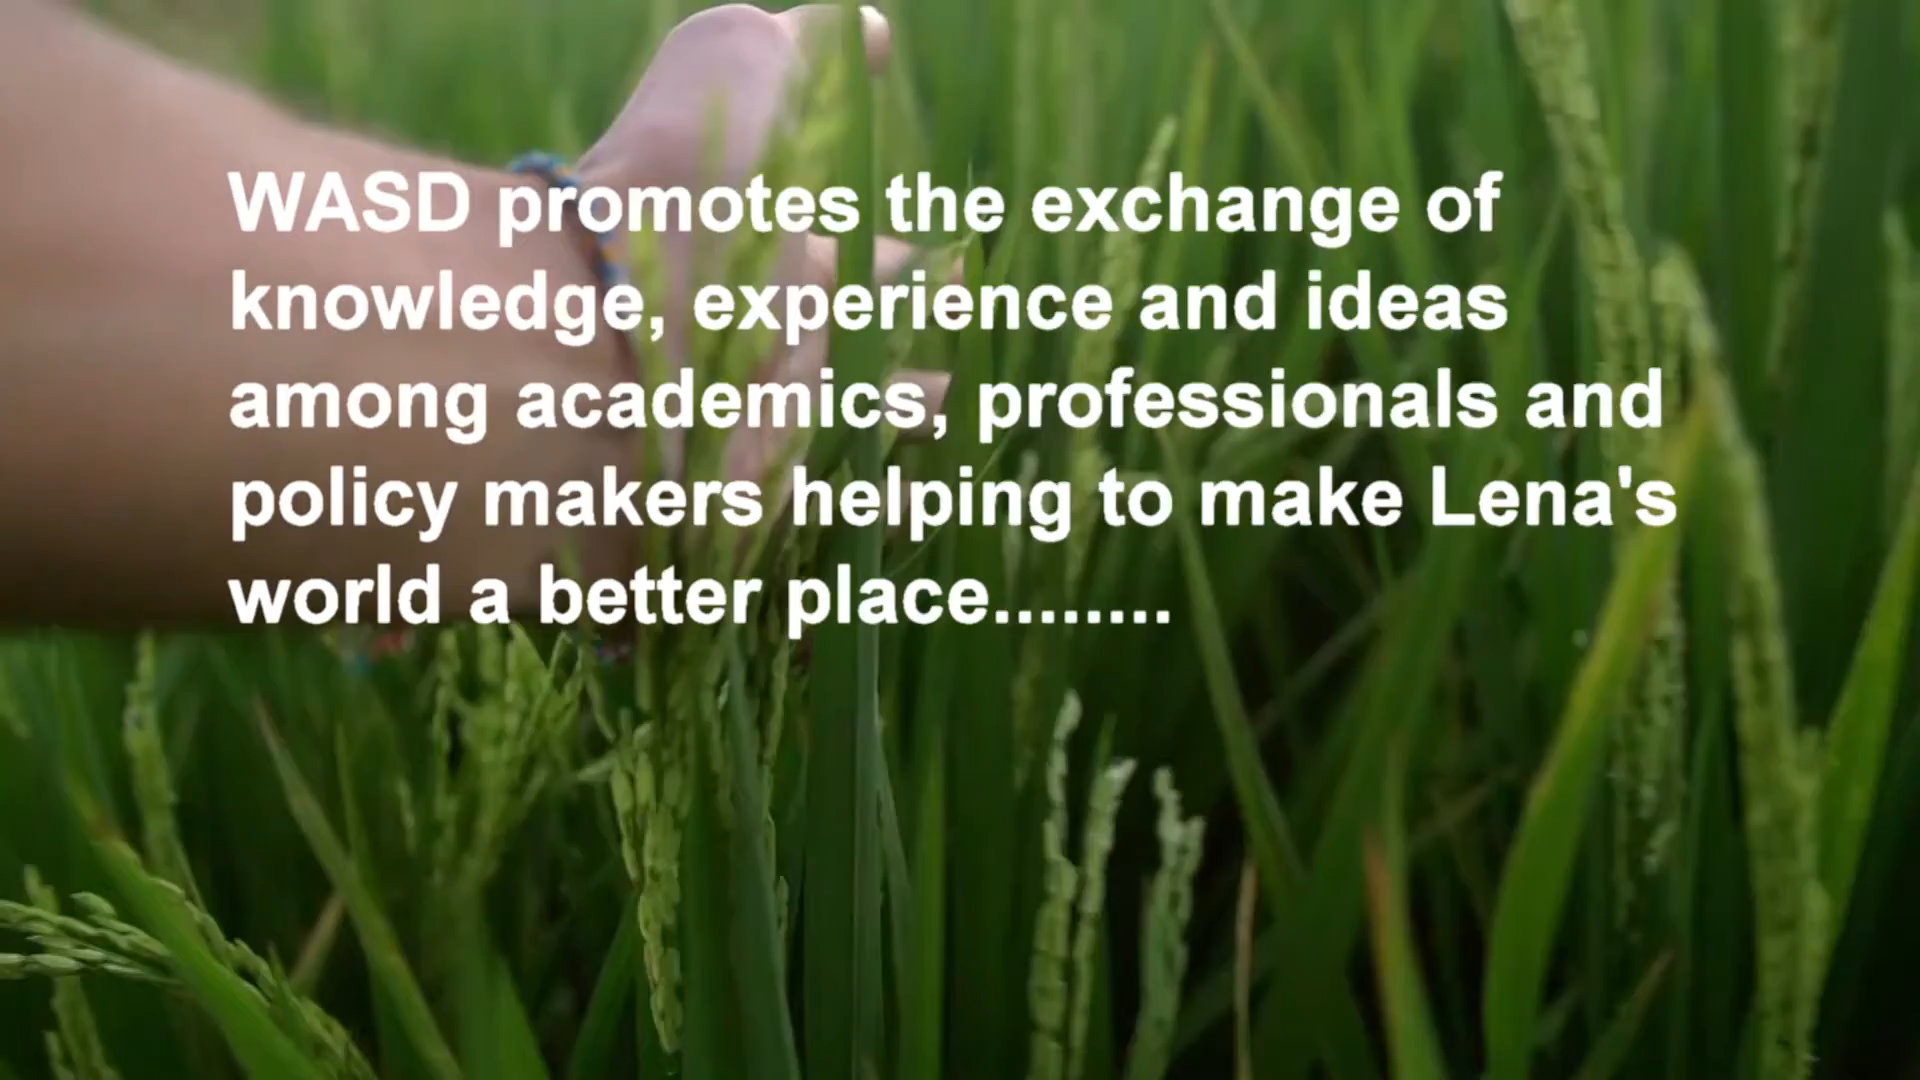 WASD promotes the exchange of
knowledge, experience and ideas
among academics, professionals and
policy makers helping to make Lena's
world a better place........